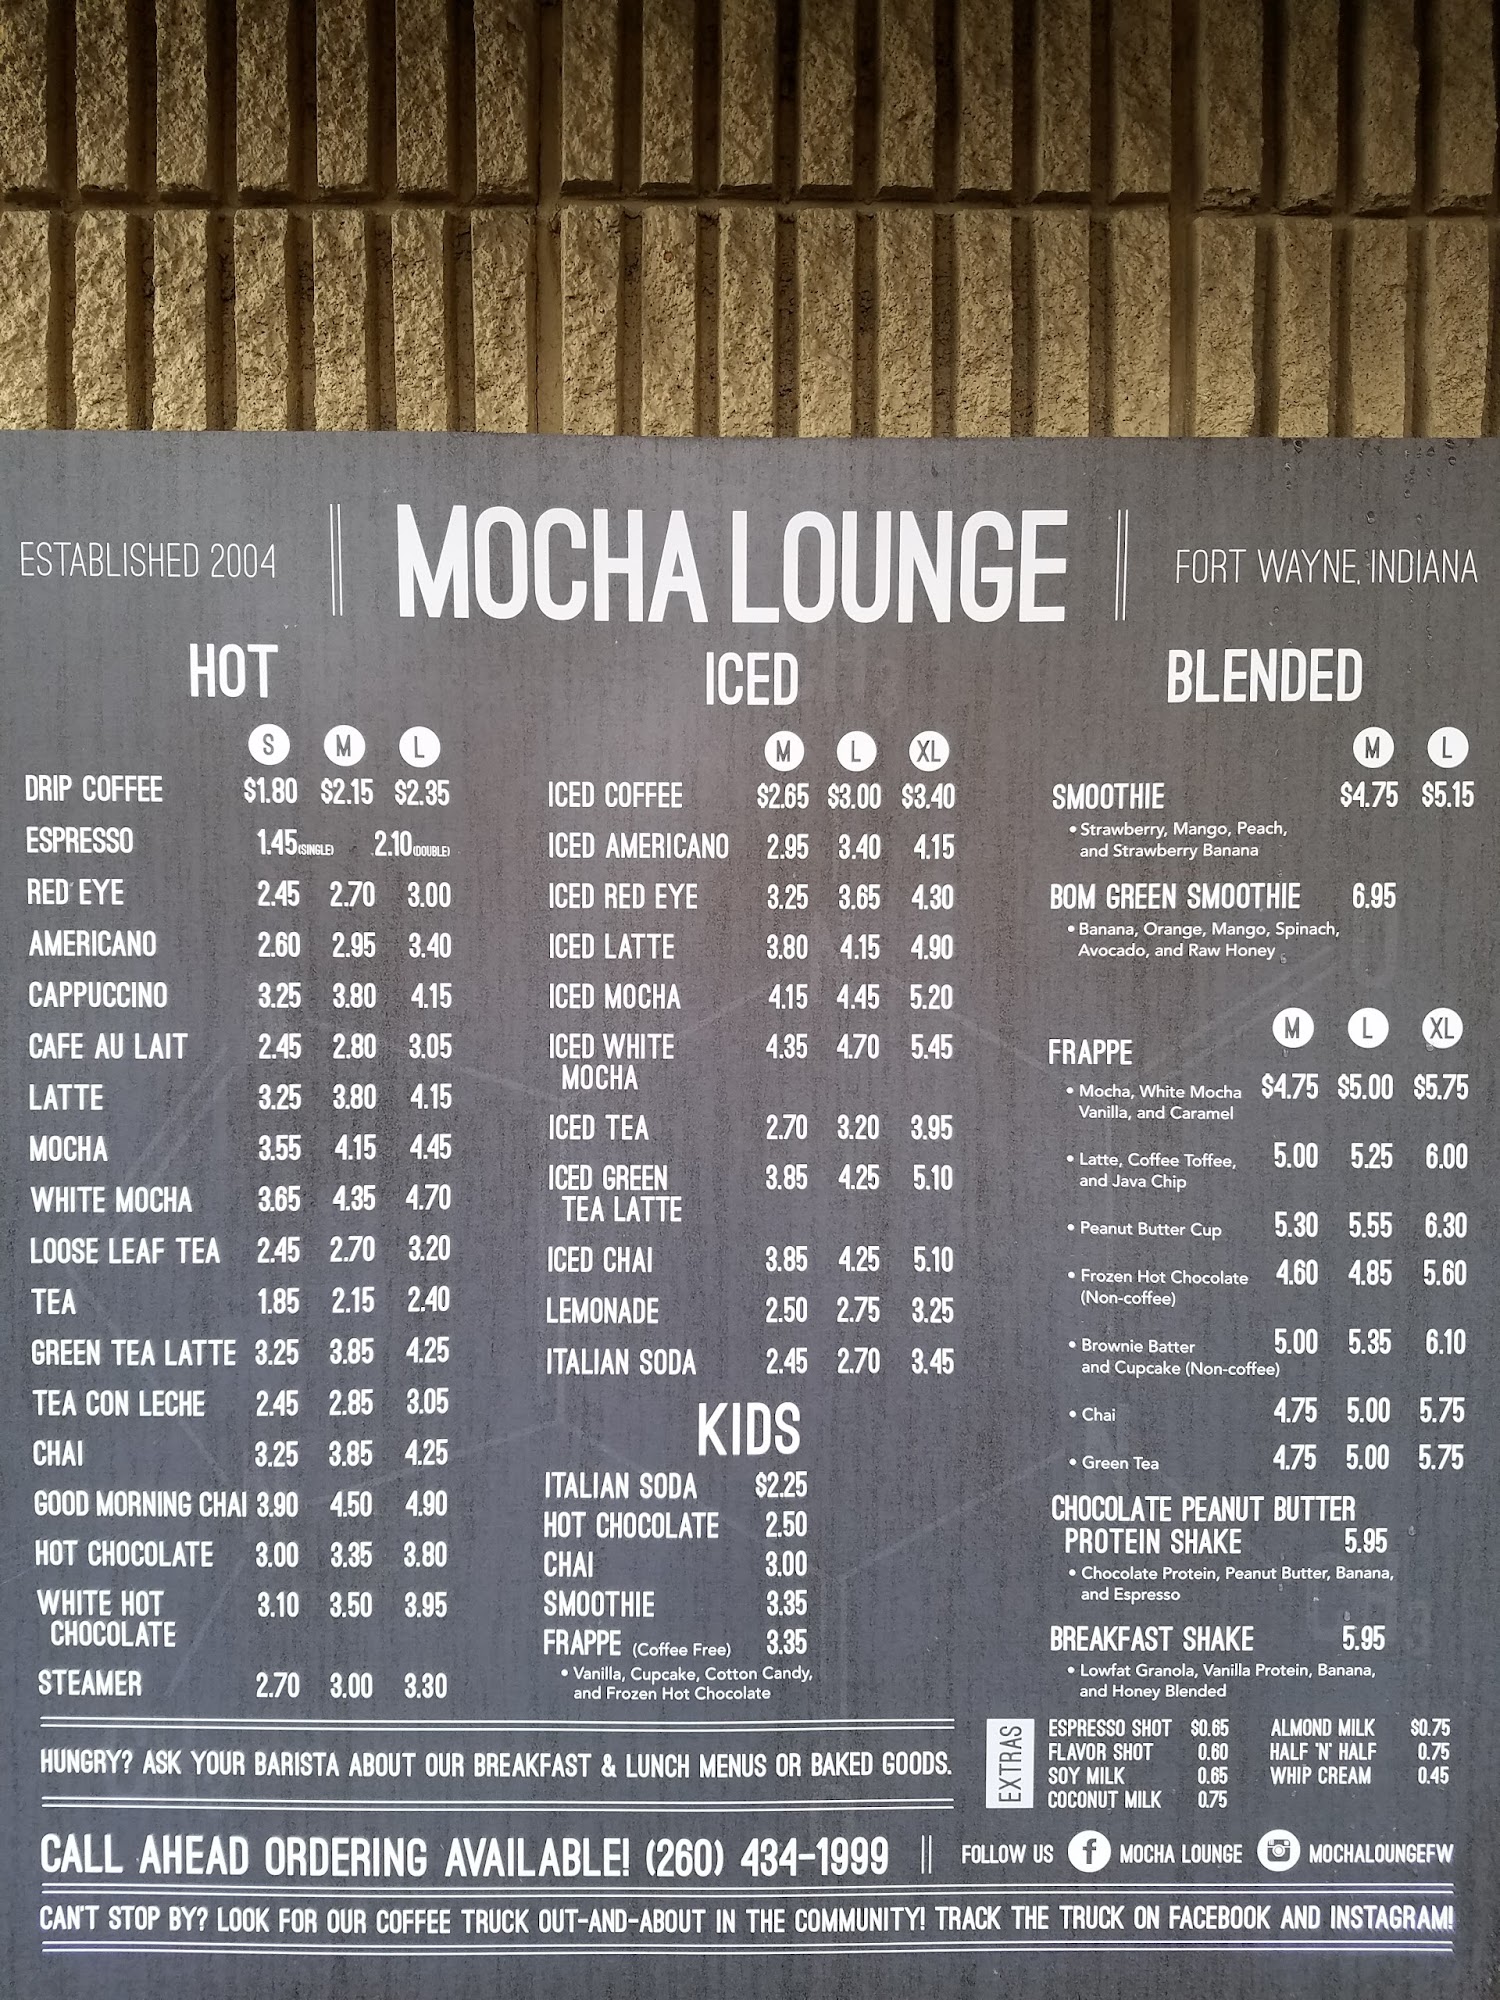 ESTABLISHED 2004 MOCHA LOUNGE FORT WAYNE, INDIANA
HOT
S M L
DRIP COFFEE $1.80 $2.15 $2.35
ESPRESSO 1.45(SINGLE) 2.10(DOUBLE)
RED EYE 2.45 2.70 3.00
AMERICANO 2.60 2.95 3.40
CAPPUCCINO 3.25 3.80 4.15
CAFE AU LAIT 2.45 2.80 3.05
LATTE 3.25 3.80 4.15
MOCHA 3.55 4.15 4.45
WHITE MOCHA 3.65 4.35 4.70
LOOSE LEAF TEA 2.45 2.70 3.20
TEA 1.85 2.15 2.40
GREEN TEA LATTE 3.25 3.85 4.25
TEA CON LECHE 2.45 2.85 3.05
CHAI 3.25 3.85 4.25
GOOD MORNING CHAI 3.90 4.50 4.90
HOT CHOCOLATE 3.00 3.35 3.80
WHITE HOT 3.10 3.50 3.95
CHOCOLATE
STEAMER 2.70 3.00 3.30
ICED
M L XL
ICED COFFEE $2.65 $3.00 $3.40
ICED AMERICANO 2.95 3.40 4.15
ICED RED EYE 3.25 3.65 4.30
ICED LATTE 3.80 4.15 4.90
ICED MOCHA 4.15 4.45 5.20
ICED WHITE 4.35 4.70 5.45
MOCHA
ICED TEA 2.70 3.20 3.95
ICED GREEN 3.85 4.25 5.10
TEA LATTE
ICED CHAI 3.85 4.25 5.10
LEMONADE 2.50 2.75 3.25
ITALIAN SODA 2.45 2.70 3.45
KIDS
ITALIAN SODA $2.25
HOT CHOCOLATE 2.50
CHAI 3.00
SMOOTHIE 3.35
FRAPPE (Coffee Free) 3.35
• Vanilla, Cupcake, Cotton Candy,
and Frozen Hot Chocolate
BLENDED
M L
SMOOTHIE $4.75 $5.15
• Strawberry, Mango, Peach,
and Strawberry Banana
BOM GREEN SMOOTHIE 6.95
• Banana, Orange, Mango, Spinach,
Avocado, and Raw Honey
M L XL
FRAPPE
• Mocha, White Mocha $4.75 $5.00 $5.75
Vanilla, and Caramel
• Latte, Coffee Toffee, 5.00 5.25 6.00
and Java Chip
• Peanut Butter Cup 5.30 5.55 6.30
• Frozen Hot Chocolate 4.60 4.85 5.60
(Non-coffee)
• Brownie Batter 5.00 5.35 6.10
and Cupcake (Non-coffee)
• Chai 4.75 5.00 5.75
• Green Tea 4.75 5.00 5.75
CHOCOLATE PEANUT BUTTER
PROTEIN SHAKE 5.95
• Chocolate Protein, Peanut Butter, Banana,
and Espresso
BREAKFAST SHAKE 5.95
• Lowfat Granola, Vanilla Protein, Banana,
and Honey Blended
HUNGRY? ASK YOUR BARISTA ABOUT OUR BREAKFAST & LUNCH MENUS OR BAKED GOODS.
EXTRAS
ESPRESSO SHOT $0.65 ALMOND MILK $0.75
FLAVOR SHOT 0.60 HALF 'N' HALF 0.75
SOY MILK 0.65 WHIP CREAM 0.45
COCONUT MILK 0.75
CALL AHEAD ORDERING AVAILABLE! (260) 434-1999 FOLLOW US f MOCHA LOUNGE MOCHALOUNGEFW
CAN'T STOP BY? LOOK FOR OUR COFFEE TRUCK OUT-AND-ABOUT IN THE COMMUNITY! TRACK THE TRUCK ON FACEBOOK AND INSTAGRAM!